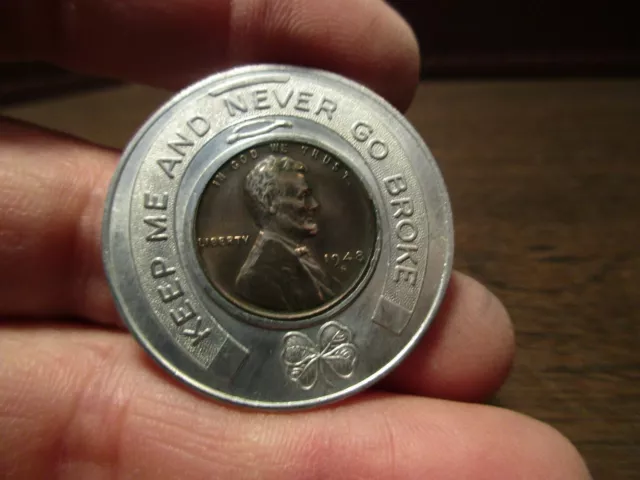 KEEP ME AND NEVER GO BROKE
IN GOD WE TRUST
LIBERTY
1948